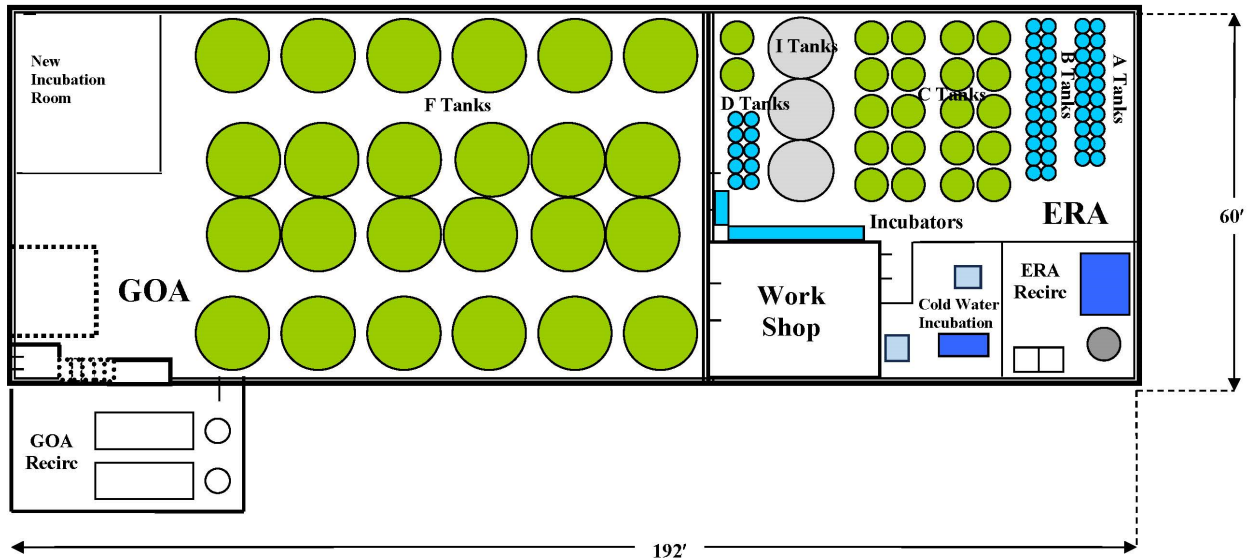 New
Incubation
Room
F Tanks
GOA
GOA
Recirc
I Tanks
D Tanks
C Tanks
B Tanks
A Tanks
Incubators
ERA
Work
Shop
Cold Water
Incubation
ERA
Recirc
60'
192'